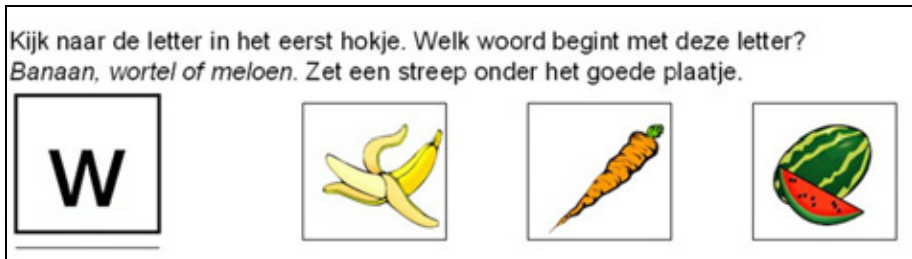 Kijk naar de letter in het eerst hokje. Welk woord begint met deze letter?
Banaan, wortel of meloen. Zet een streep onder het goede plaatje.
w